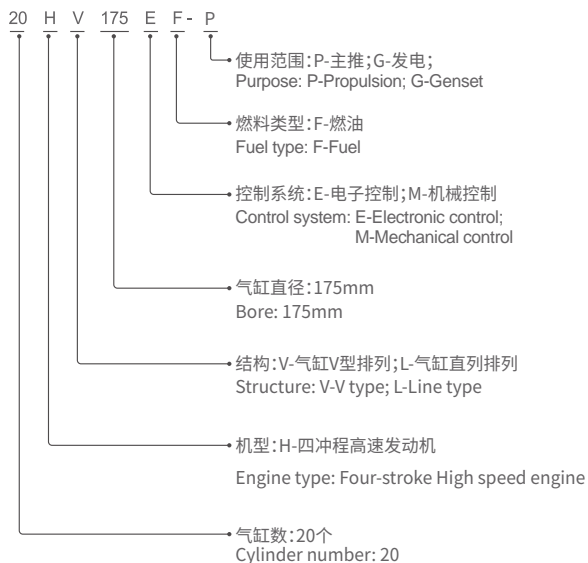 20 H V 175 E F - P
使用范围：P-主推；G-发电；
Purpose: P-Propulsion; G-Genset
燃料类型：F-燃油
Fuel type: F-Fuel
控制系统：E-电子控制；M-机械控制
Control system: E-Electronic control;
M-Mechanical control
气缸直径：175mm
Bore: 175mm
结构：V-气缸V型排列；L-气缸直列排列
Structure: V-V type; L-Line type
机型：H-四冲程高速发动机
Engine type: Four-stroke High speed engine
气缸数：20个
Cylinder number: 20